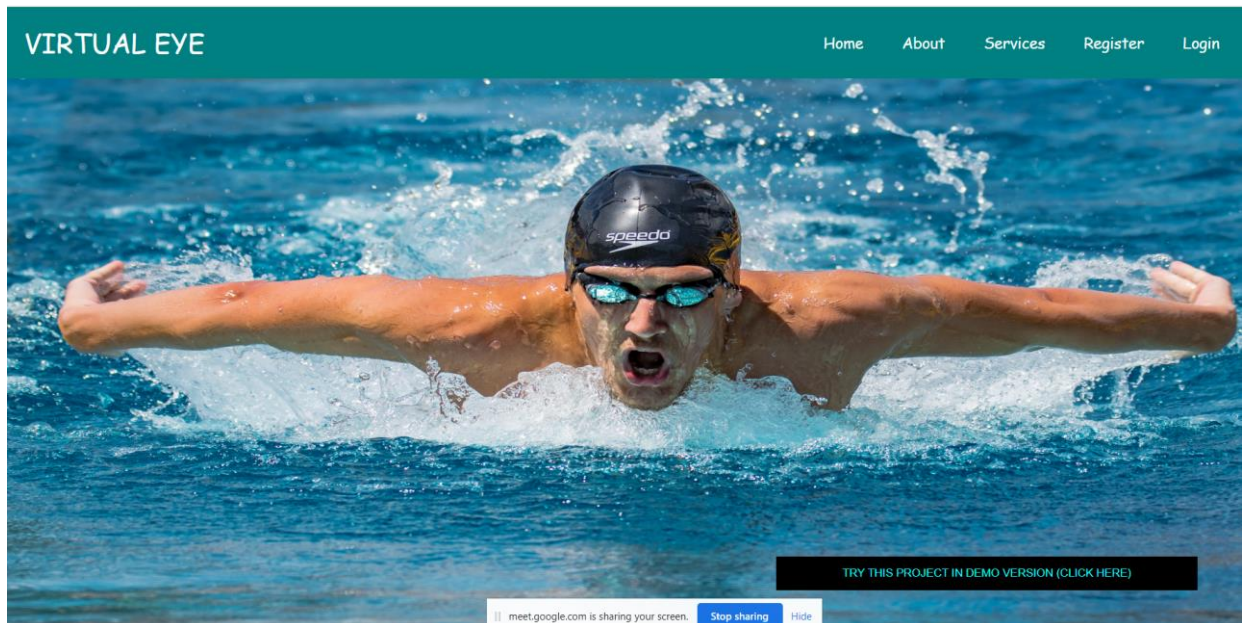 VIRTUAL EYE
Home About Services Register Login
speedo
TRY THIS PROJECT IN DEMO VERSION (CLICK HERE)
meet.google.com is sharing your screen. Stop sharing Hide